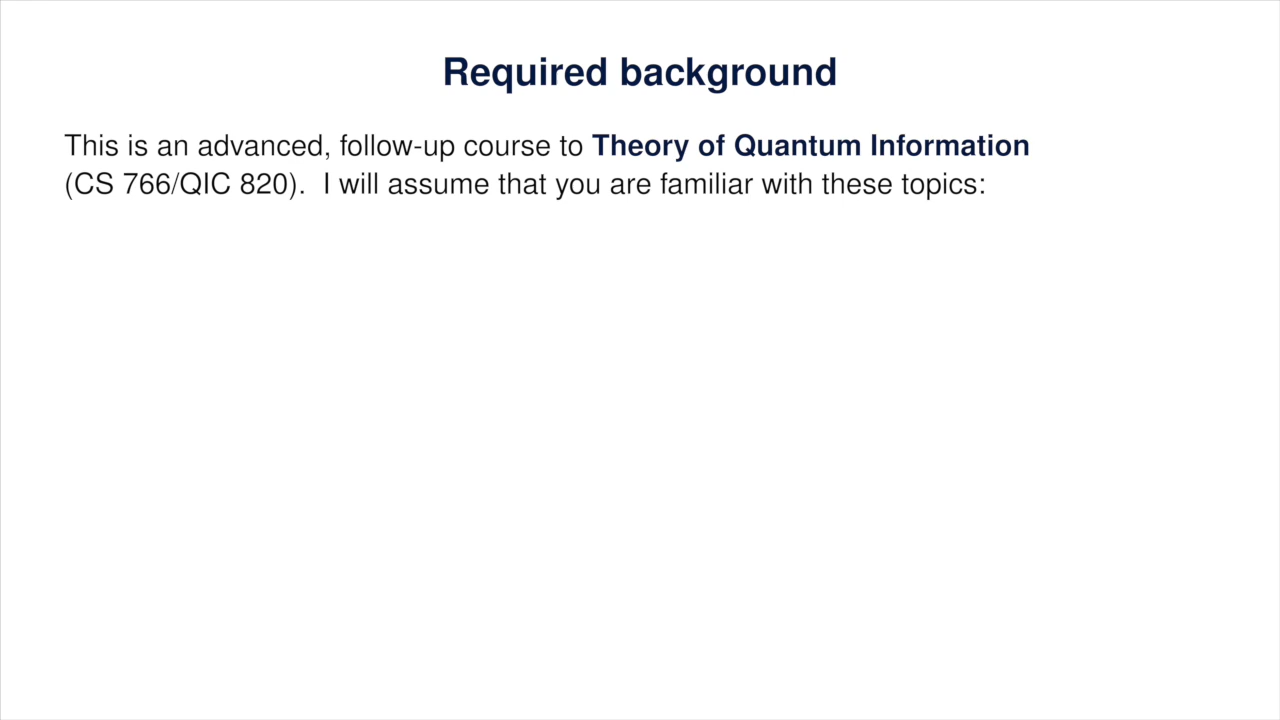 Required background
This is an advanced, follow-up course to Theory of Quantum Information
(CS 766/QIC 820).  I will assume that you are familiar with these topics: